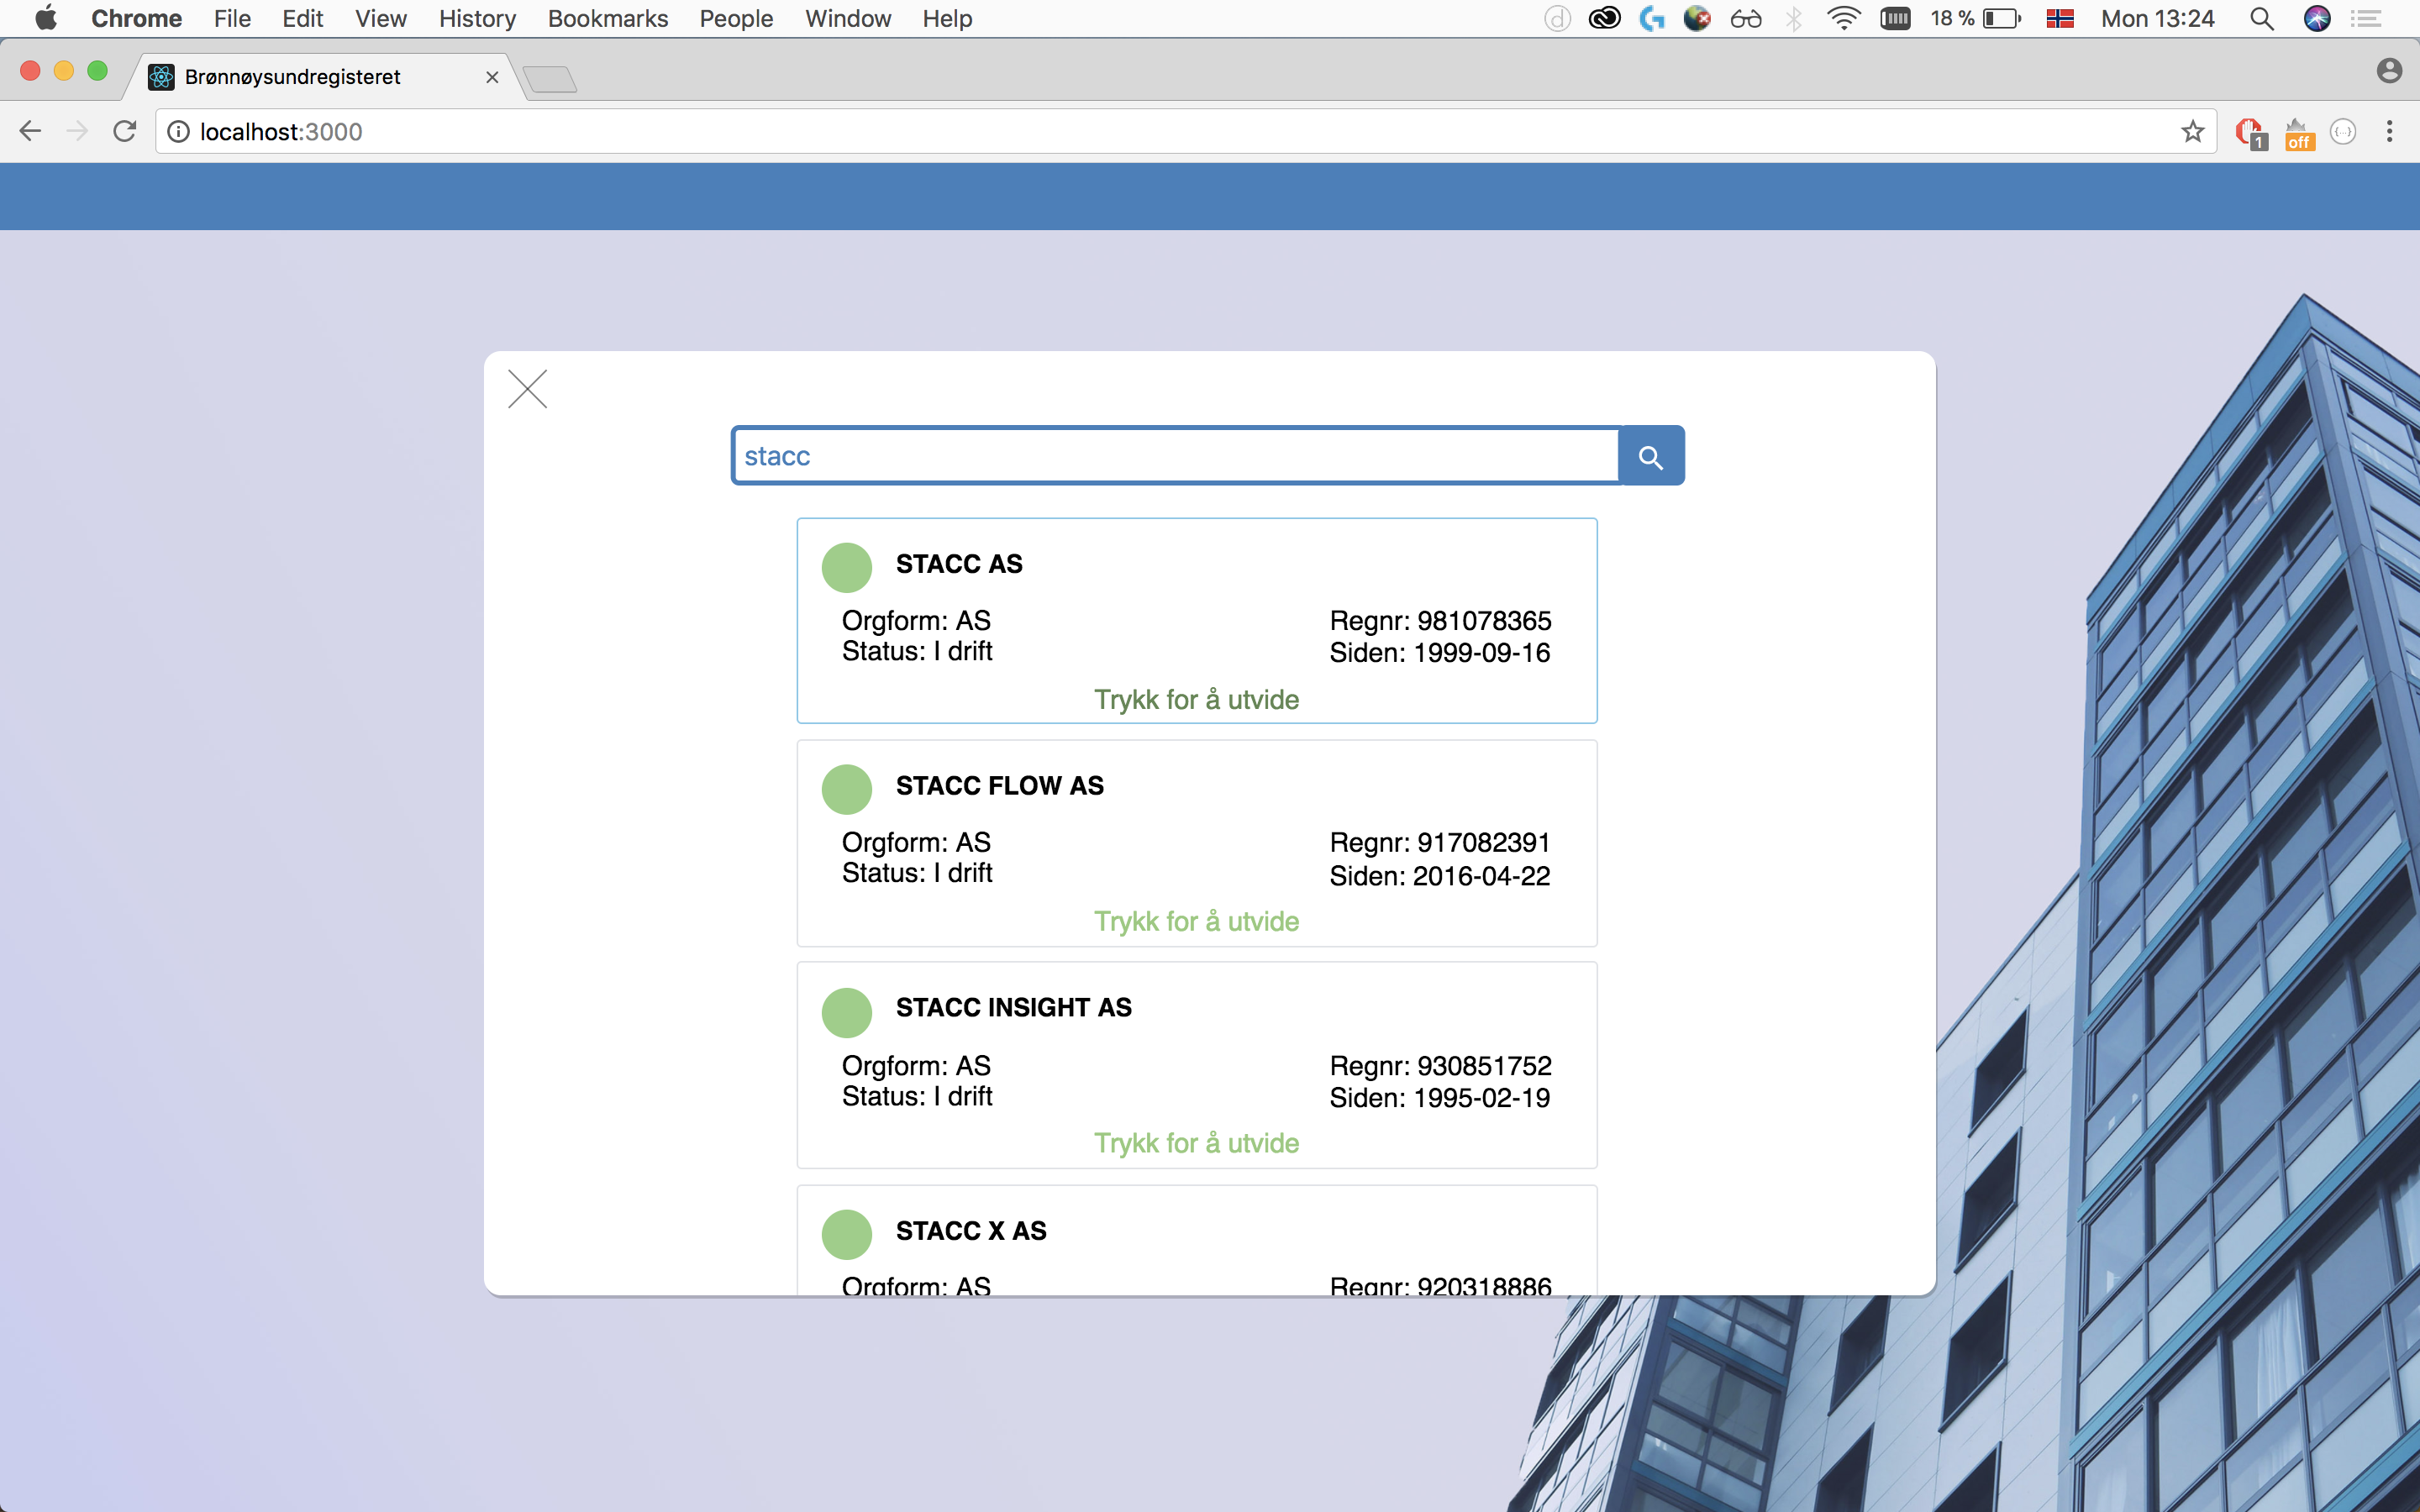 Chrome File Edit View History Bookmarks People Window Help 18 % Mon 13:24
Brønnøysundregisteret
localhost:3000
1 off
stacc
STACC AS
Orgform: AS Regnr: 981078365
Status: I drift Siden: 1999-09-16
Trykk for å utvide
STACC FLOW AS
Orgform: AS Regnr: 917082391
Status: I drift Siden: 2016-04-22
Trykk for å utvide
STACC INSIGHT AS
Orgform: AS Regnr: 930851752
Status: I drift Siden: 1995-02-19
Trykk for å utvide
STACC X AS
Orgform: AS Regnr: 920318886